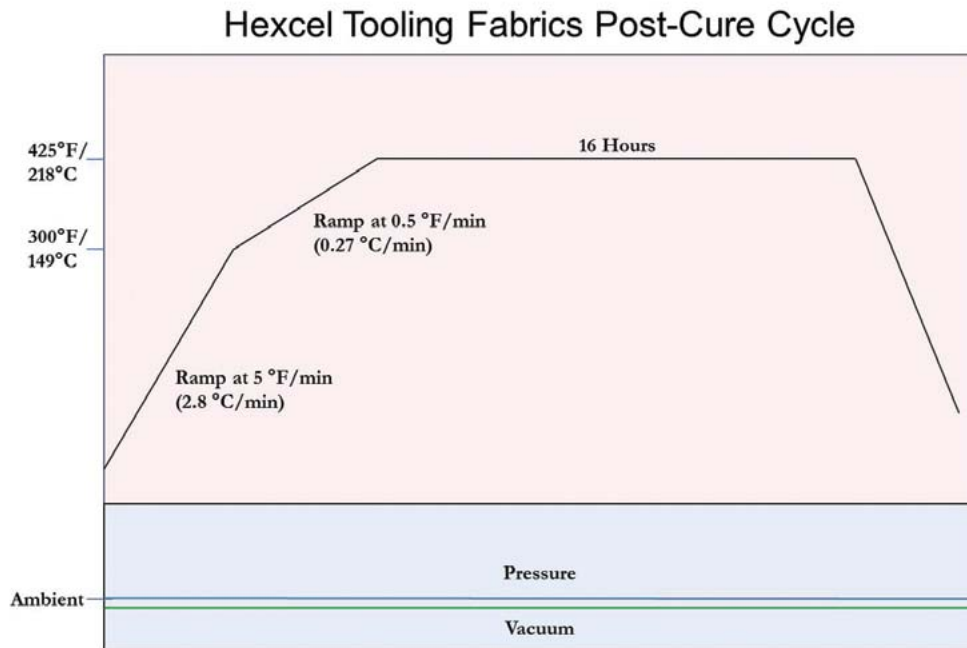 Hexcel Tooling Fabrics Post-Cure Cycle
425°F/
218°C
16 Hours
300°F/
149°C
Ramp at 0.5 °F/min
(0.27 °C/min)
Ramp at 5 °F/min
(2.8 °C/min)
Pressure
Ambient
Vacuum